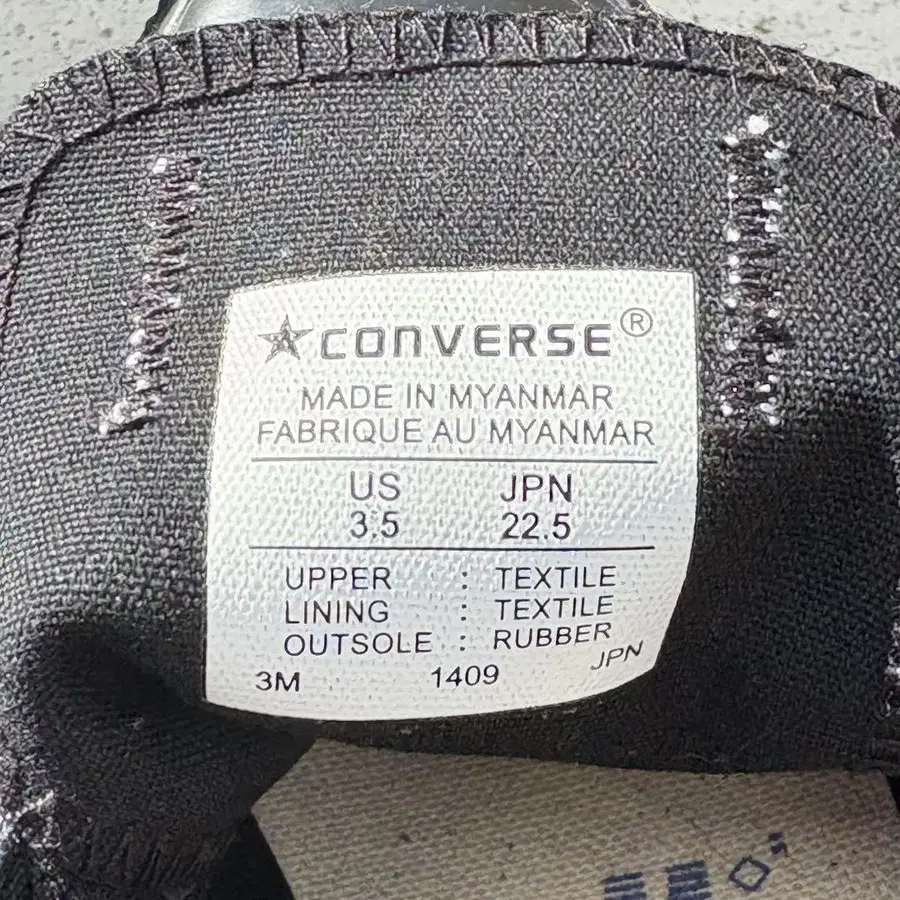 CONVERSE®
MADE IN MYANMAR
FABRIQUE AU MYANMAR
US JPN
3.5 22.5
UPPER : TEXTILE
LINING : TEXTILE
OUTSOLE : RUBBER
3M 1409 JPN